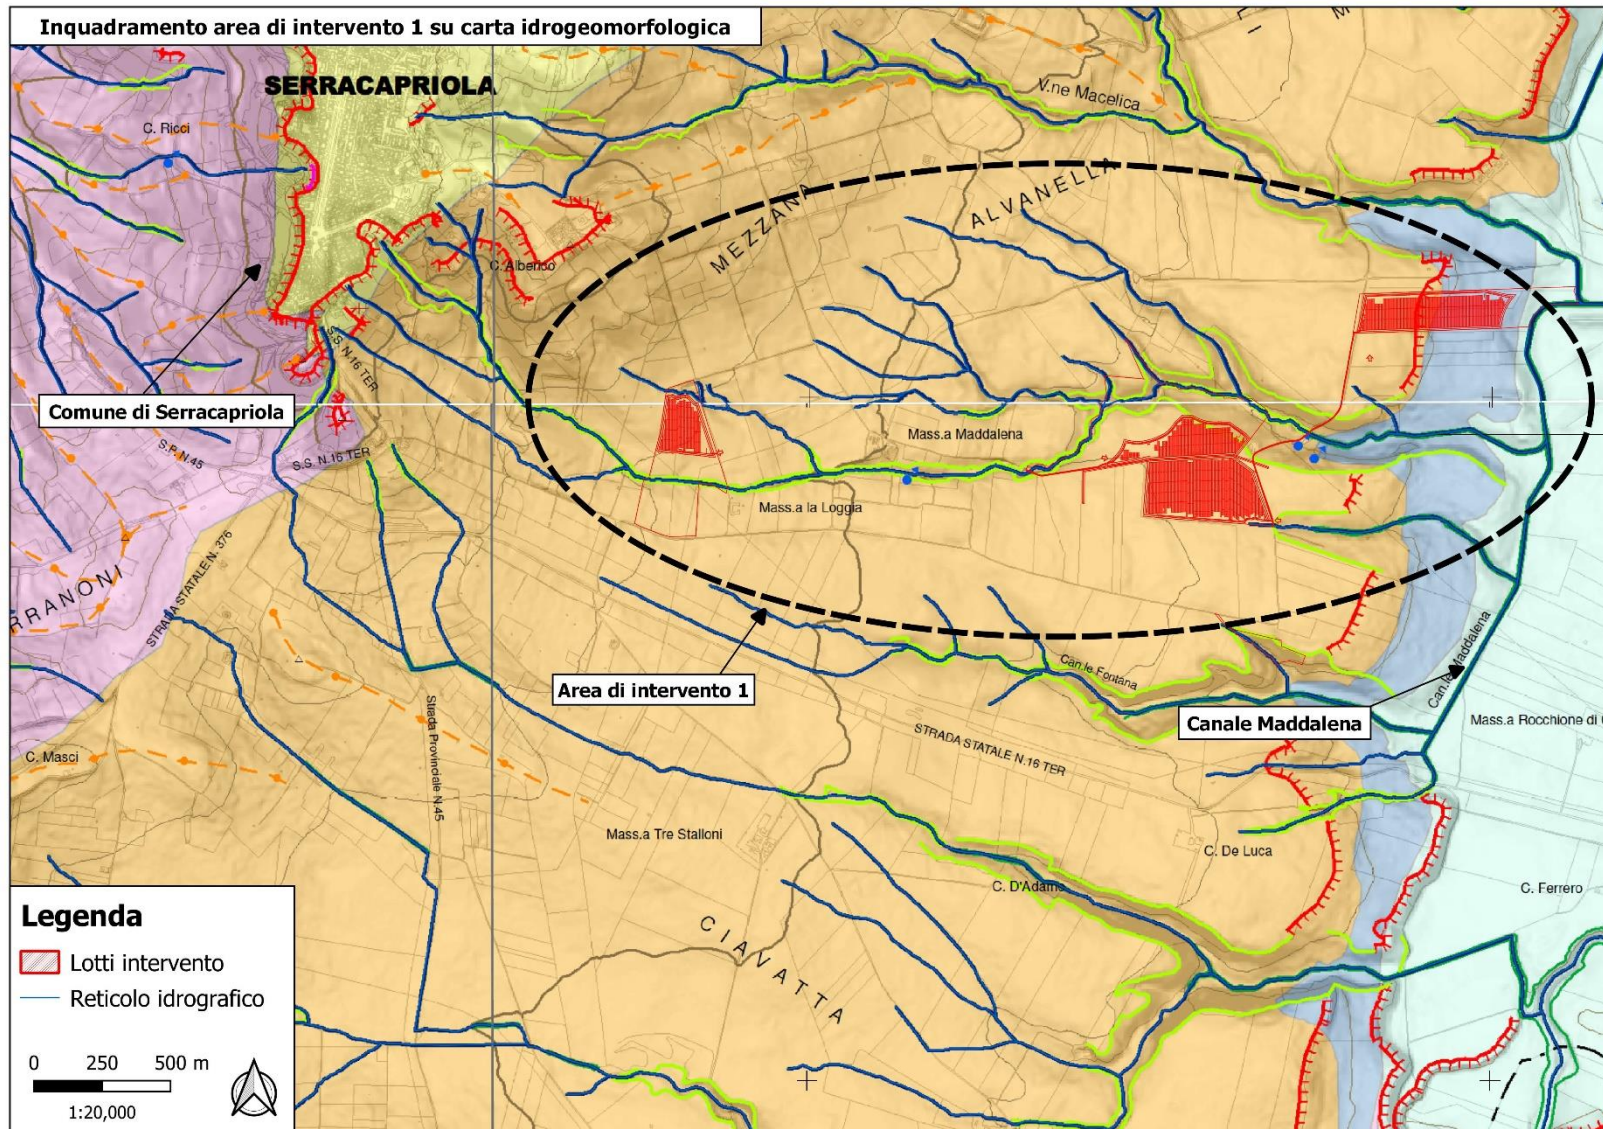 Inquadramento area di intervento 1 su carta idrogeomorfologica
SERRACAPRIOLA
V.ne Macelica
C. Ricci
MEZZANA
ALVANELLA
C. Alberico
S.S. N.16 TER
Comune di Serracapriola
Mass.a Maddalena
S.P. N.45
S.S. N.16 TER
Mass.a la Loggia
STRADA STATALE N. 376
RRANONI
Can.le Maddalena
Can.le Fontana
Area di intervento 1
Canale Maddalena
Mass.a Rocchione di
STRADA STATALE N.16 TER
Strada Provinciale N.45
C. Masci
Mass.a Tre Stalloni
C. De Luca
C. D'Adamo
C. Ferrero
CIAVATTA
Legenda
Lotti intervento
Reticolo idrografico
0 250 500 m
1:20,000